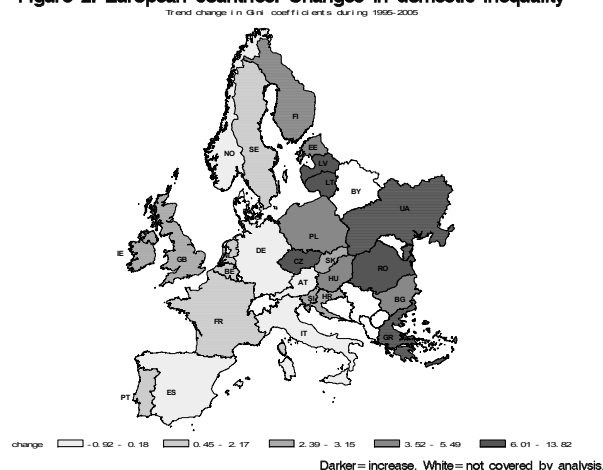 Figure 2. European countries: Changes in domestic inequality
Trend change in Gini coefficients during 1995-2005
FI
NO
SE
EE
LV
LT
BY
IE
GB
DE
PL
UA
BE
CZ
SK
AT
HU
RO
SI
HR
FR
BG
IT
GR
PT
ES
change -0.92 - 0.18 0.45 - 2.17 2.39 - 3.15 3.52 - 5.49 6.01 - 13.82
Darker=increase. White=not covered by analysis.